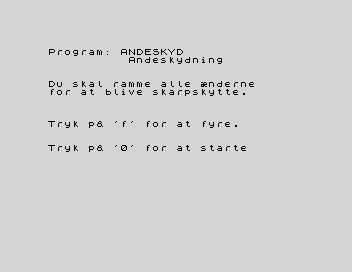 Program: ANDESKYD
Andeskydning
Du skal ramme alle ænderne
for at blive skarpskytte.
Tryk på 'f' for at fyre.
Tryk på '0' for at starte